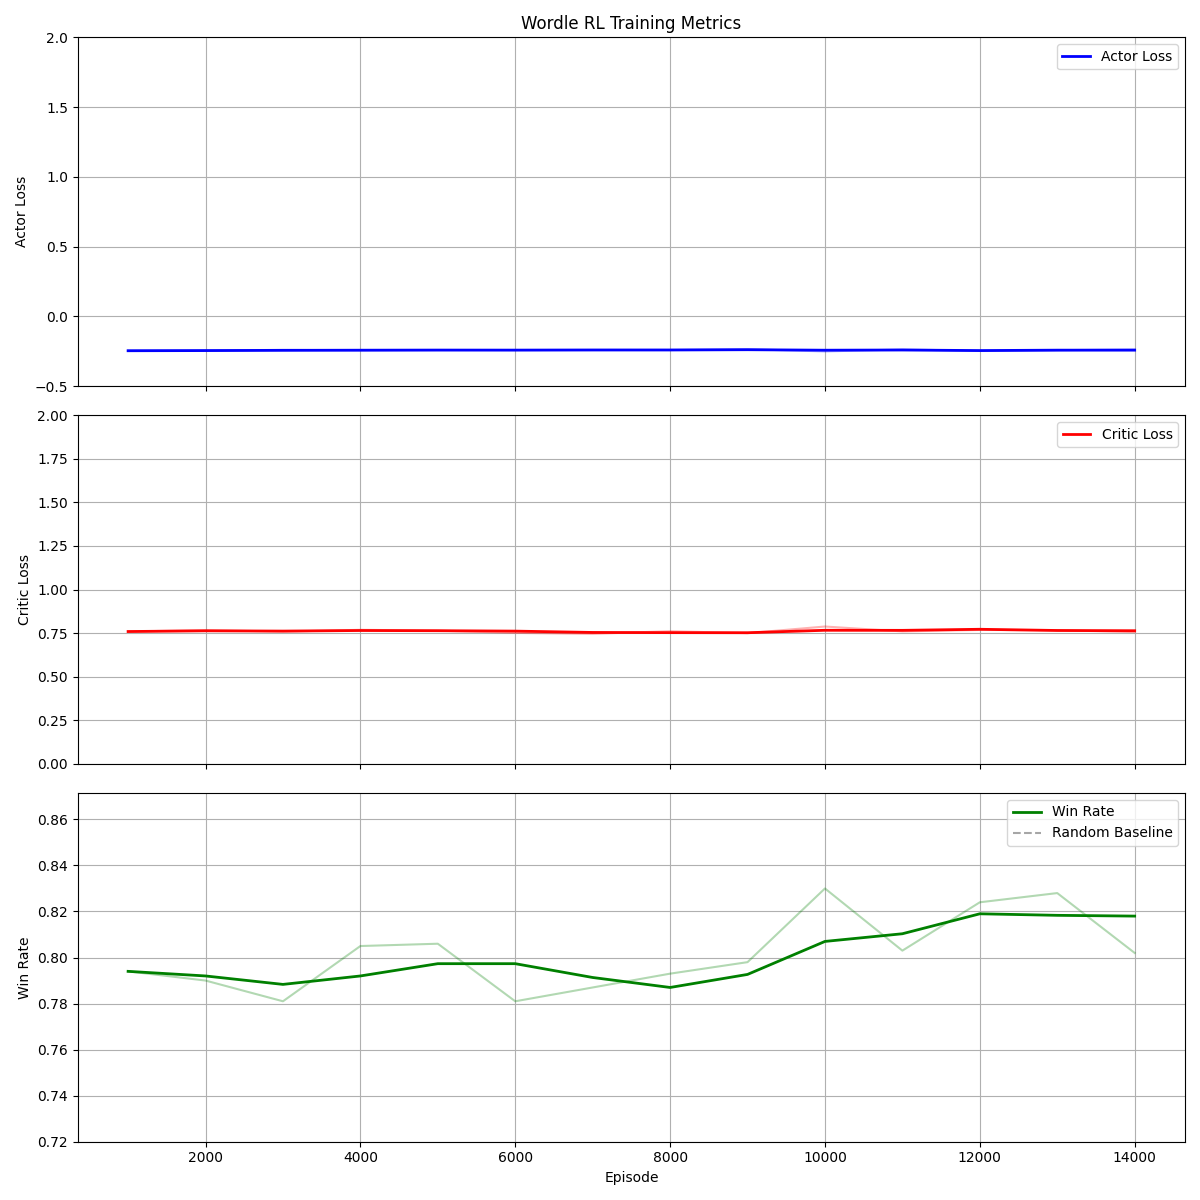 Wordle RL Training Metrics
2.0
1.5
1.0
0.5
0.0
−0.5
Actor Loss
Actor Loss
2.00
1.75
1.50
1.25
1.00
0.75
0.50
0.25
0.00
Critic Loss
Critic Loss
0.86
0.84
0.82
0.80
0.78
0.76
0.74
0.72
Win Rate
Win Rate
Random Baseline
2000 4000 6000 8000 10000 12000 14000
Episode